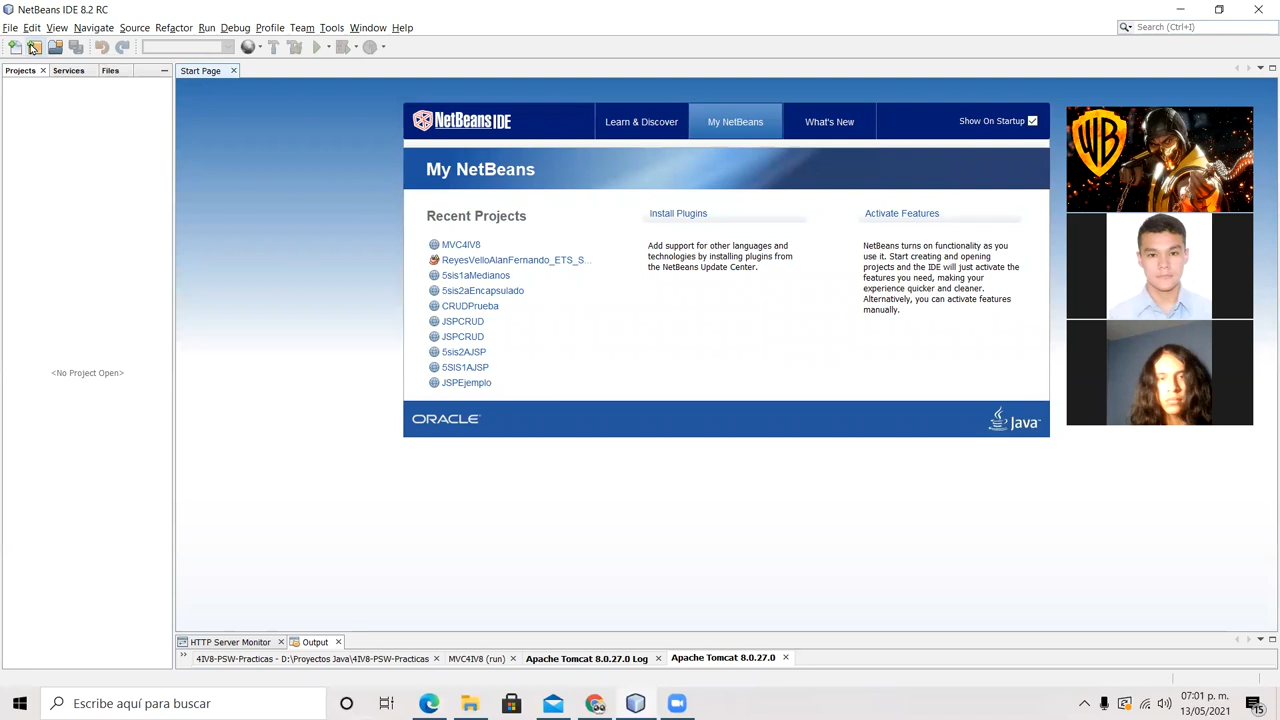 NetBeans IDE 8.2 RC
File Edit View Navigate Source Refactor Run Debug Profile Team Tools Window Help
Search (Ctrl+I)
Projects Services Files Start Page
NetBeans IDE Learn & Discover My NetBeans What's New Show On Startup
WB
My NetBeans
Recent Projects
Install Plugins
Activate Features
MVC4IV8
ReyesVelloAlanFernando_ETS_S...
5sis1aMedianos
5sis2aEncapsulado
CRUDPrueba
JSPCRUD
JSPCRUD
5sis2AJSP
5SIS1AJSP
JSPEjemplo
Add support for other languages and
technologies by installing plugins from
the NetBeans Update Center.
NetBeans turns on functionality as you
use it. Start creating and opening
projects and the IDE will just activate the
features you need, making your
experience quicker and cleaner.
Alternatively, you can activate features
manually.
<No Project Open>
ORACLE
Java
HTTP Server Monitor Output
4IV8-PSW-Practicas - D:\Proyectos Java\4IV8-PSW-Practicas MVC4IV8 (run) Apache Tomcat 8.0.27.0 Log Apache Tomcat 8.0.27.0
Escribe aquí para buscar
07:01 p. m.
13/05/2021
15